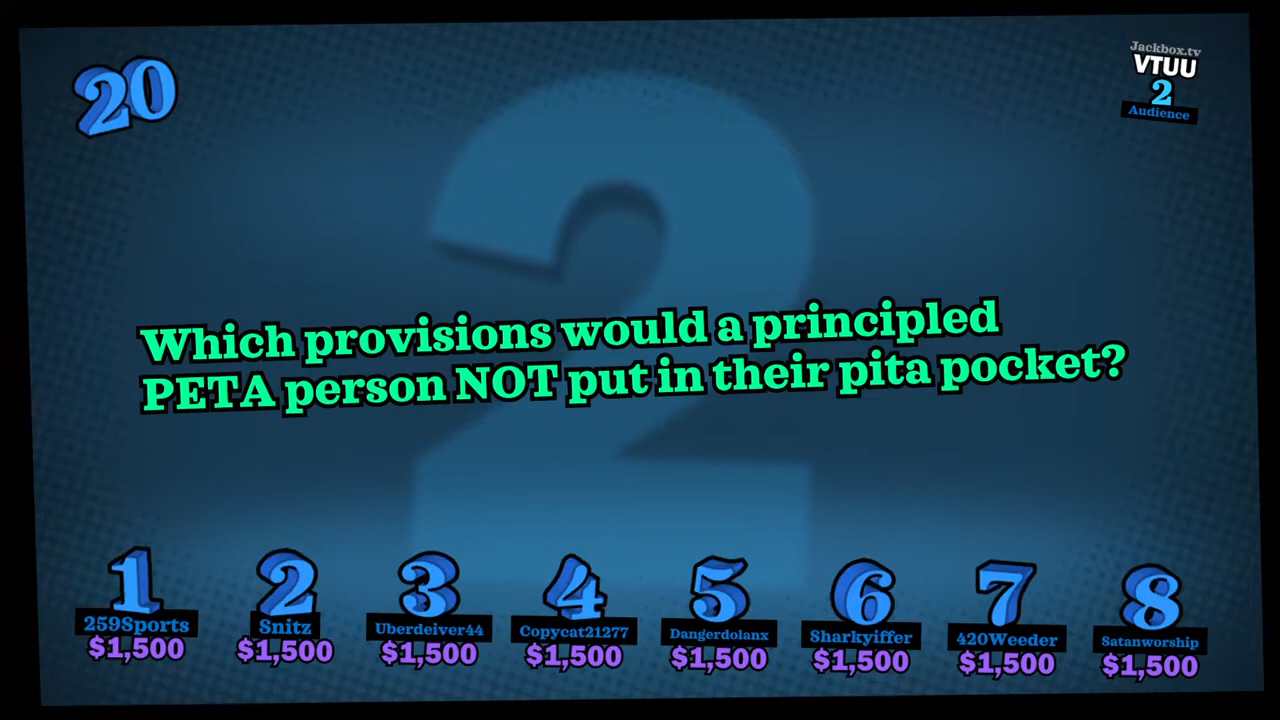 20
Jackbox.tv
VTUU
2
Audience
Which provisions would a principled
PETA person NOT put in their pita pocket?
1 2 3 4 5 6 7 8
259Sports Snitz Uberdeiver44 Copycat21277 Dangerdolanx Sharkyiffer 420Weeder Satanworship
$1,500 $1,500 $1,500 $1,500 $1,500 $1,500 $1,500 $1,500